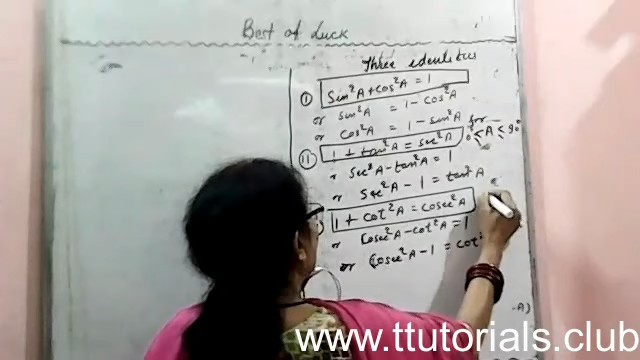 Best of Luck
Three identities
(i) Sin²A + Cos²A = 1
or sin²A = 1 - cos²A
or cos²A = 1 - sin²A
(ii) 1 + tan²A = sec²A for
0° ≤ A ≤ 90°
or sec²A - tan²A = 1
or sec²A - 1 = tan²A
1 + cot²A = cosec²A
or Cosec²A - cot²A = 1
or Cosec²A - 1 = cot²
-A)
www.ttutorials.club